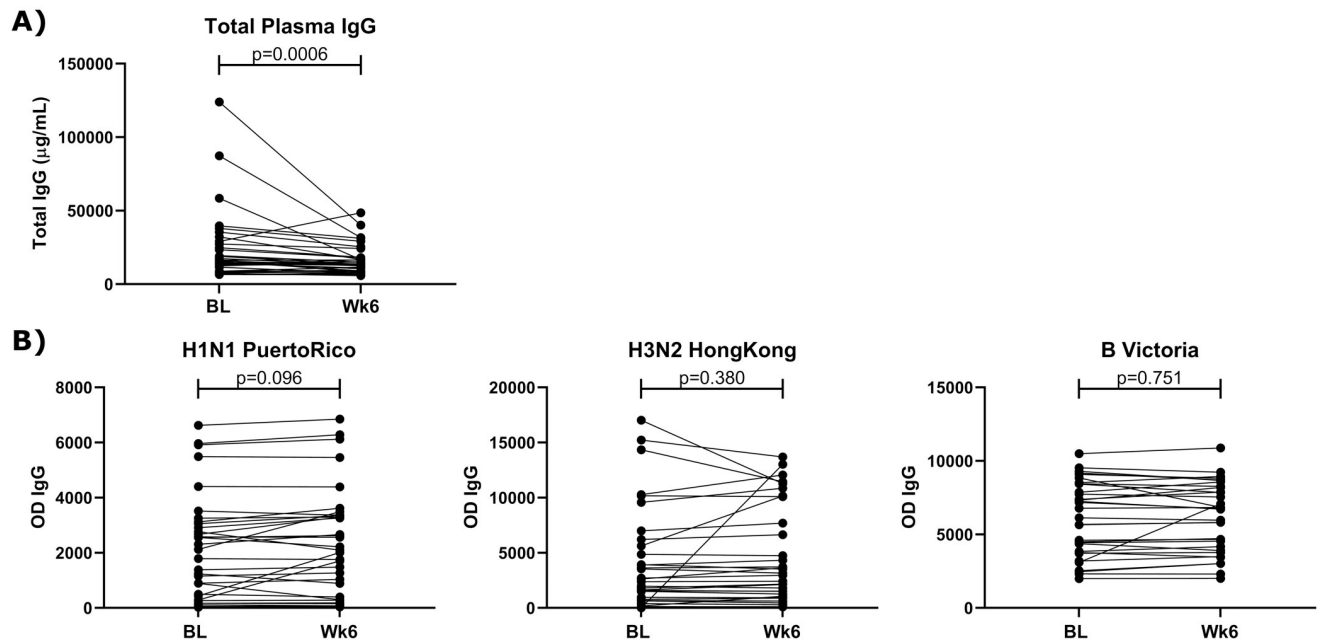 A)
Total Plasma IgG
p=0.0006
150000
100000
50000
0
Total IgG (μg/mL)
BL Wk6
B)
H1N1 PuertoRico
p=0.096
8000
6000
4000
2000
0
OD IgG
BL Wk6
H3N2 HongKong
p=0.380
20000
15000
10000
5000
0
OD IgG
BL Wk6
B Victoria
p=0.751
15000
10000
5000
0
OD IgG
BL Wk6